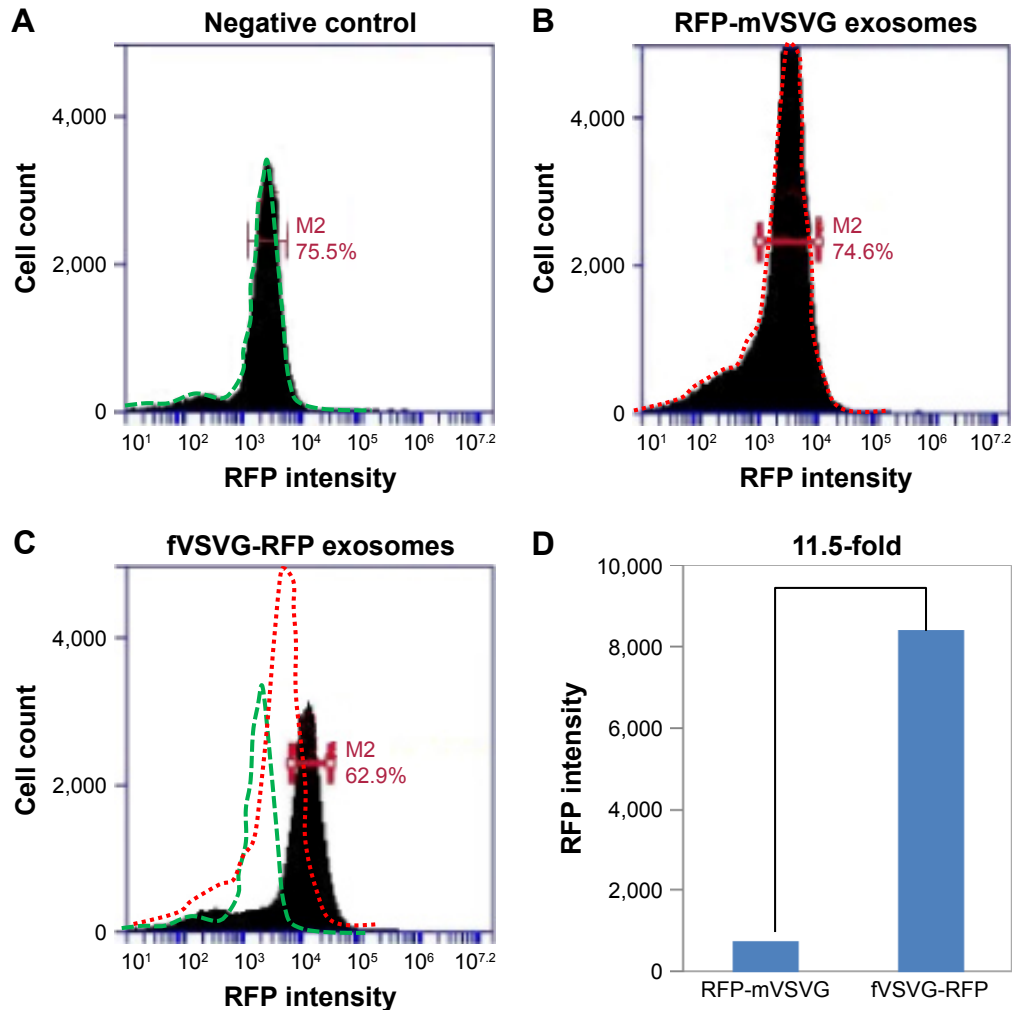 A
Negative control
Cell count
4,000
2,000
0
M2
75.5%
10¹ 10² 10³ 10⁴ 10⁵ 10⁶ 10⁷·²
RFP intensity
B
RFP-mVSVG exosomes
Cell count
4,000
2,000
0
M2
74.6%
10¹ 10² 10³ 10⁴ 10⁵ 10⁶ 10⁷·²
RFP intensity
C
fVSVG-RFP exosomes
Cell count
4,000
2,000
0
M2
62.9%
10¹ 10² 10³ 10⁴ 10⁵ 10⁶ 10⁷·²
RFP intensity
D
11.5-fold
RFP intensity
10,000
8,000
6,000
4,000
2,000
0
RFP-mVSVG fVSVG-RFP